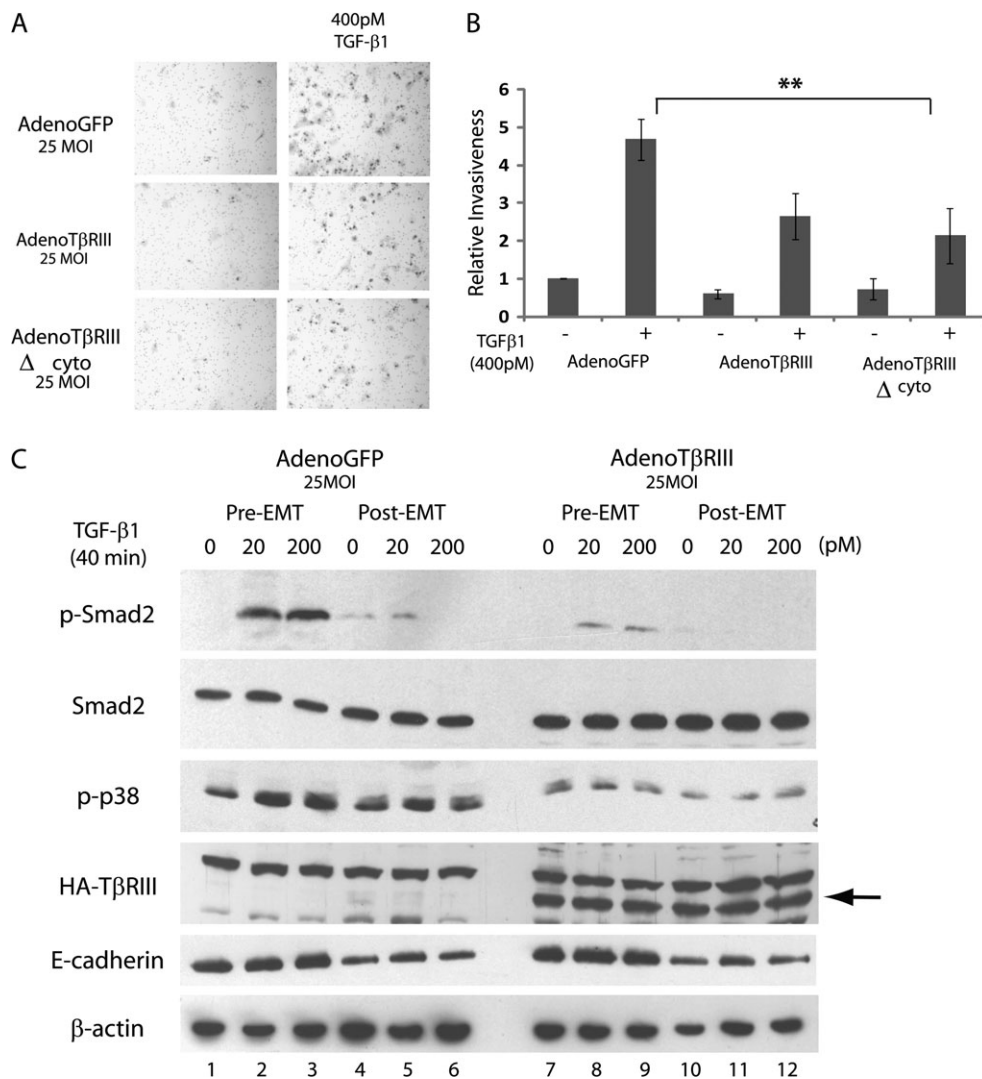 A
400pM
TGF-β1
AdenoGFP
25 MOI
AdenoTβRIII
25 MOI
AdenoTβRIII
Δ cyto
25 MOI
B
**
Relative Invasiveness
6
5
4
3
2
1
0
TGFβ1 - + - + - +
(400pM) AdenoGFP AdenoTβRIII AdenoTβRIII
Δ cyto
C
AdenoGFP AdenoTβRIII
25MOI 25MOI
Pre-EMT Post-EMT Pre-EMT Post-EMT
TGF-β1
(40 min) 0 20 200 0 20 200 0 20 200 0 20 200 (pM)
p-Smad2
Smad2
p-p38
HA-TβRIII
E-cadherin
β-actin
1 2 3 4 5 6 7 8 9 10 11 12